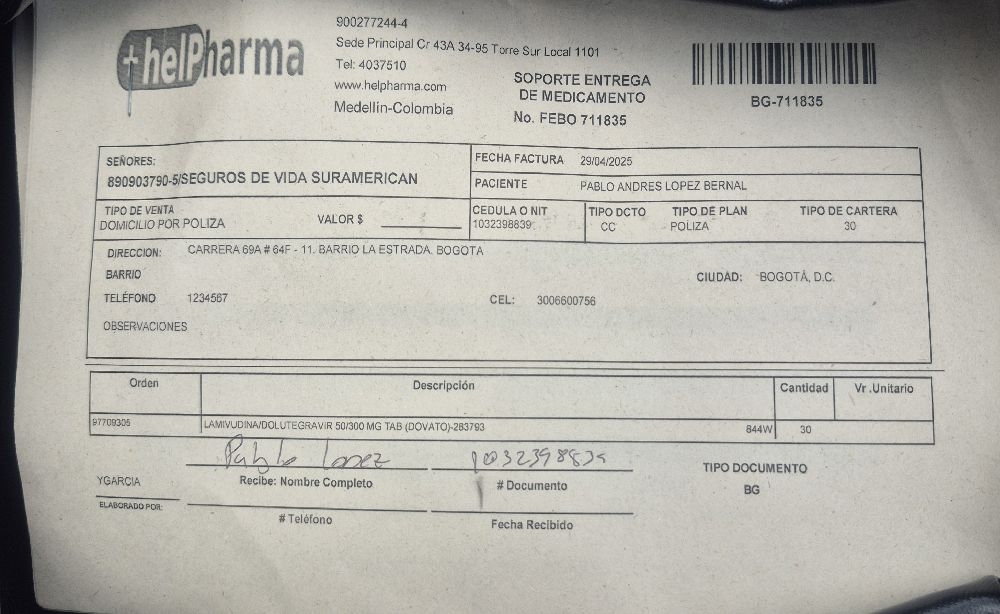 +helPharma
900277244-4
Sede Principal Cr 43A 34-95 Torre Sur Local 1101
Tel: 4037510
www.helpharma.com
Medellín-Colombia
SOPORTE ENTREGA
DE MEDICAMENTO
No. FEBO 711835
BG-711835
SEÑORES:
890903790-5/SEGUROS DE VIDA SURAMERICAN
FECHA FACTURA 29/04/2025
PACIENTE PABLO ANDRES LOPEZ BERNAL
TIPO DE VENTA
DOMICILIO POR POLIZA
VALOR $
CEDULA O NIT
1032398839
TIPO DCTO
CC
TIPO DE PLAN
POLIZA
TIPO DE CARTERA
30
DIRECCION: CARRERA 69A # 64F - 11. BARRIO LA ESTRADA. BOGOTA
BARRIO
CIUDAD: BOGOTÁ, D.C.
TELÉFONO 1234567
CEL: 3006600756
OBSERVACIONES
Orden Descripción Cantidad Vr .Unitario
97709305 LAMIVUDINA/DOLUTEGRAVIR 50/300 MG TAB (DOVATO)-283793 844W 30
Pablo Lopez 1032398839
Recibe: Nombre Completo
# Documento
TIPO DOCUMENTO
BG
YGARCIA
ELABORADO POR:
# Teléfono
Fecha Recibido